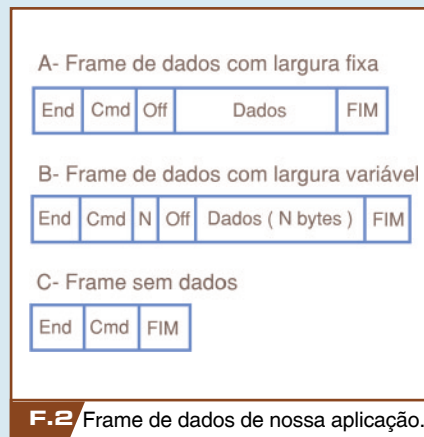 A- Frame de dados com largura fixa
End Cmd Off Dados FIM
B- Frame de dados com largura variável
End Cmd N Off Dados ( N bytes ) FIM
C- Frame sem dados
End Cmd FIM
F.2 Frame de dados de nossa aplicação.